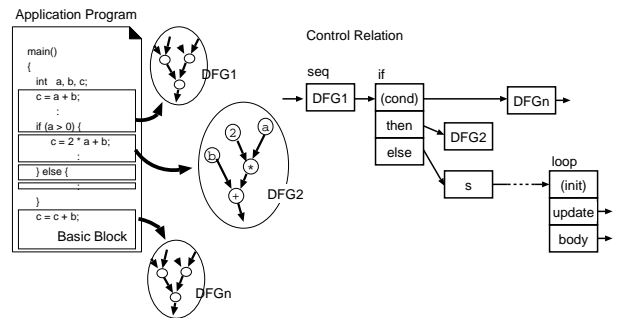 Application Program
main()
{
int a, b, c;
c = a + b;
:
if (a > 0) {
c = 2 * a + b;
:
} else {
:
}
c = c + b;
Basic Block
DFG1
2
a
b
*
+
DFG2
DFGn
Control Relation
seq
if
DFG1
(cond)
then
else
DFGn
DFG2
s
loop
(init)
update
body